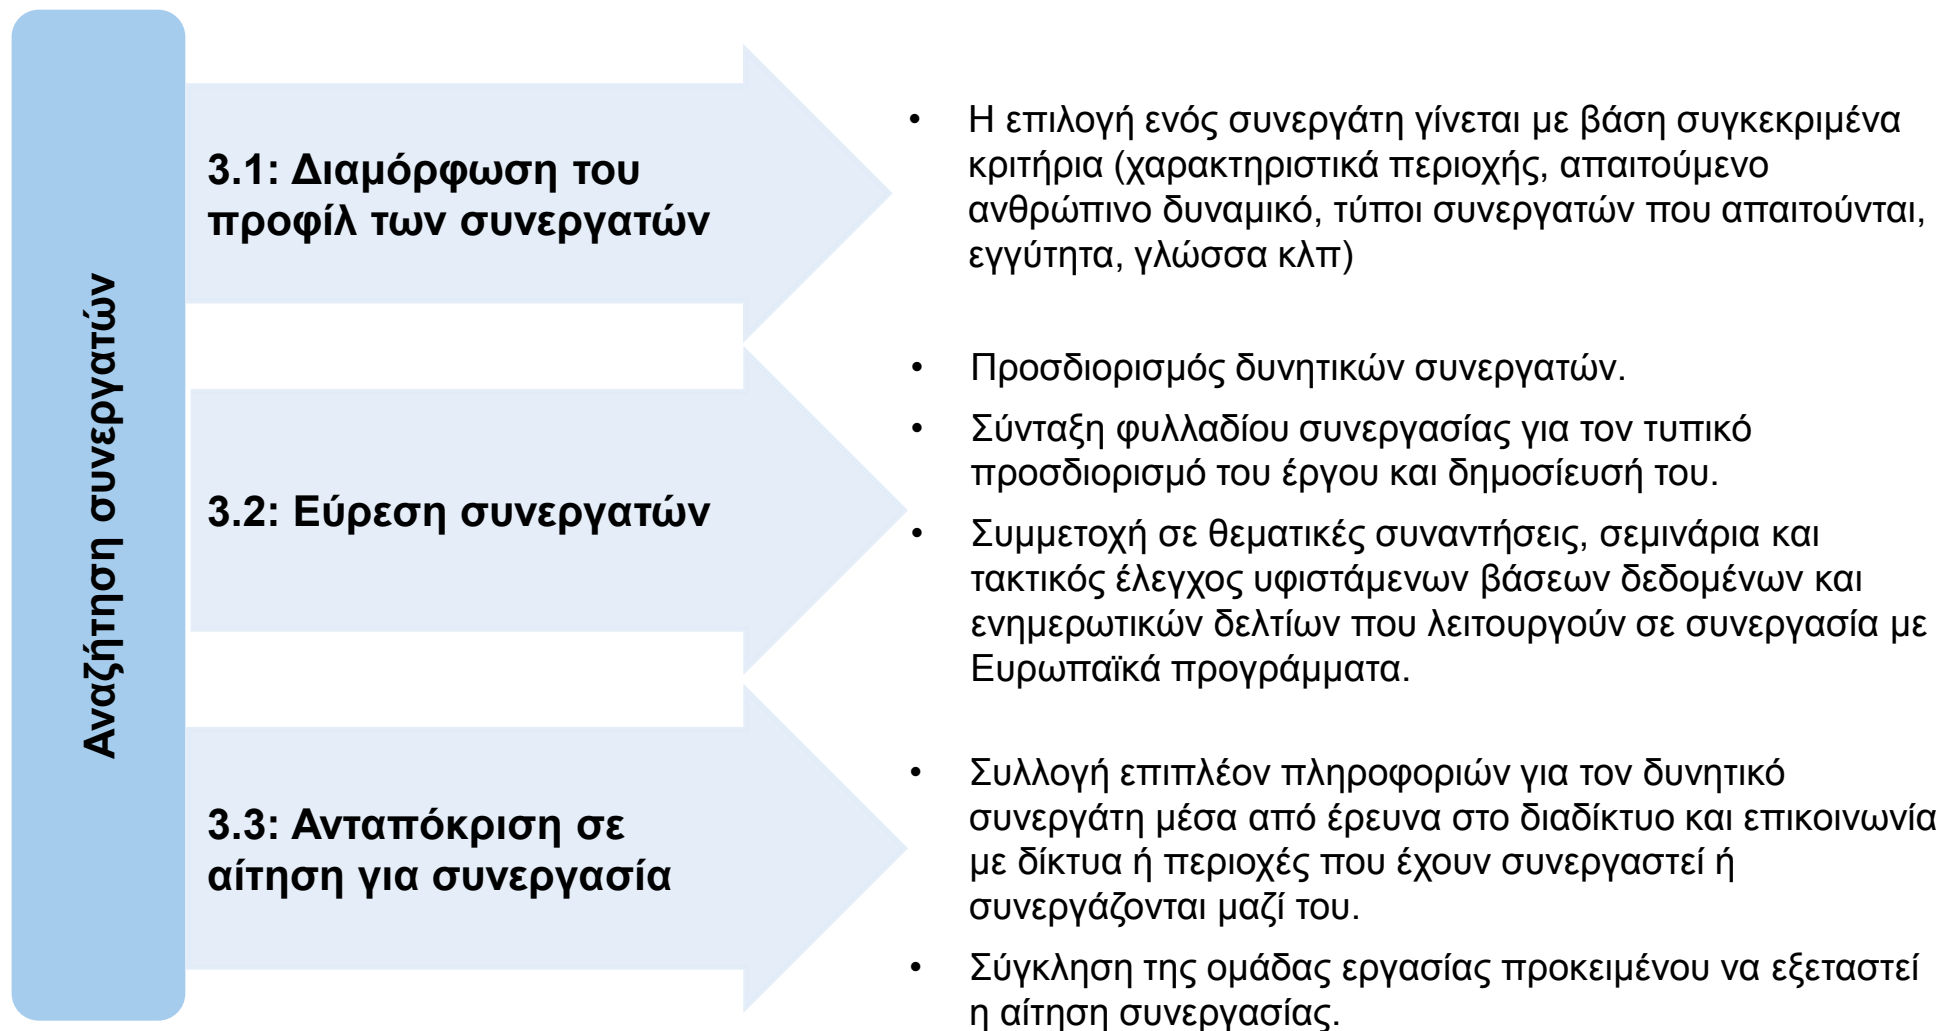 Αναζήτηση συνεργατών
3.1: Διαμόρφωση του
προφίλ των συνεργατών
• Η επιλογή ενός συνεργάτη γίνεται με βάση συγκεκριμένα
κριτήρια (χαρακτηριστικά περιοχής, απαιτούμενο
ανθρώπινο δυναμικό, τύποι συνεργατών που απαιτούνται,
εγγύτητα, γλώσσα κλπ)
3.2: Εύρεση συνεργατών
• Προσδιορισμός δυνητικών συνεργατών.
• Σύνταξη φυλλαδίου συνεργασίας για τον τυπικό
προσδιορισμό του έργου και δημοσίευσή του.
• Συμμετοχή σε θεματικές συναντήσεις, σεμινάρια και
τακτικός έλεγχος υφιστάμενων βάσεων δεδομένων και
ενημερωτικών δελτίων που λειτουργούν σε συνεργασία με
Ευρωπαϊκά προγράμματα.
3.3: Ανταπόκριση σε
αίτηση για συνεργασία
• Συλλογή επιπλέον πληροφοριών για τον δυνητικό
συνεργάτη μέσα από έρευνα στο διαδίκτυο και επικοινωνία
με δίκτυα ή περιοχές που έχουν συνεργαστεί ή
συνεργάζονται μαζί του.
• Σύγκληση της ομάδας εργασίας προκειμένου να εξεταστεί
η αίτηση συνεργασίας.